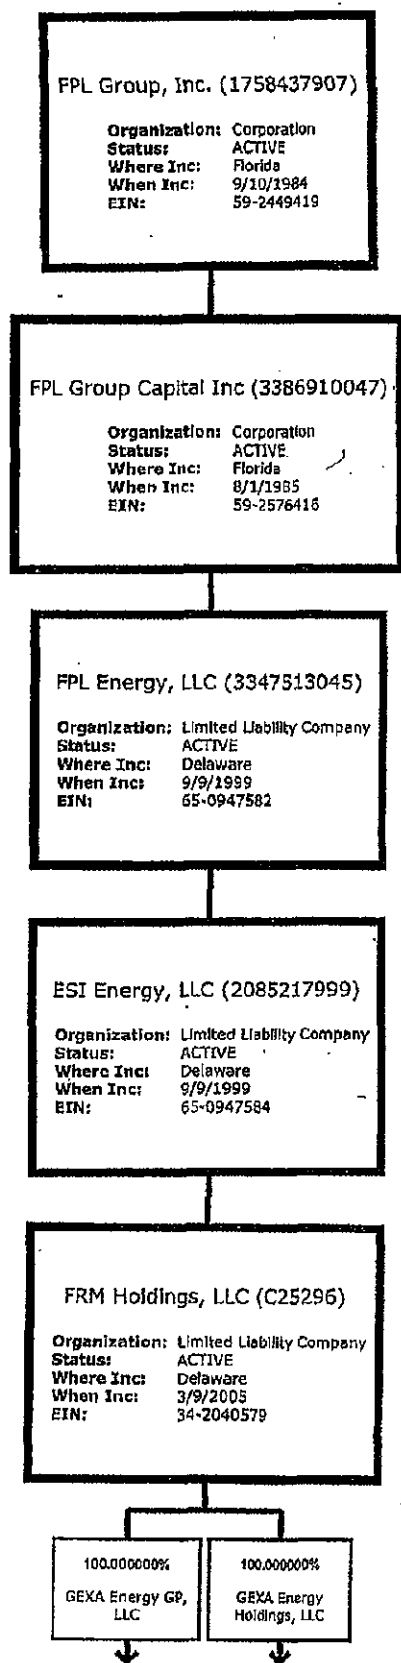 FPL Group, Inc. (1758437907)
Organization: Corporation
Status: ACTIVE
Where Inc: Florida
When Inc: 9/10/1984
EIN: 59-2449419
FPL Group Capital Inc (3386910047)
Organization: Corporation
Status: ACTIVE
Where Inc: Florida
When Inc: 8/1/1985
EIN: 59-2576416
FPL Energy, LLC (3347513045)
Organization: Limited Liability Company
Status: ACTIVE
Where Inc: Delaware
When Inc: 9/9/1999
EIN: 65-0947582
ESI Energy, LLC (2085217999)
Organization: Limited Liability Company
Status: ACTIVE
Where Inc: Delaware
When Inc: 9/9/1999
EIN: 65-0947584
FRM Holdings, LLC (C25296)
Organization: Limited Liability Company
Status: ACTIVE
Where Inc: Delaware
When Inc: 3/9/2005
EIN: 34-2040579
100.000000% 100.000000%
GEXA Energy GP, GEXA Energy
LLC Holdings, LLC